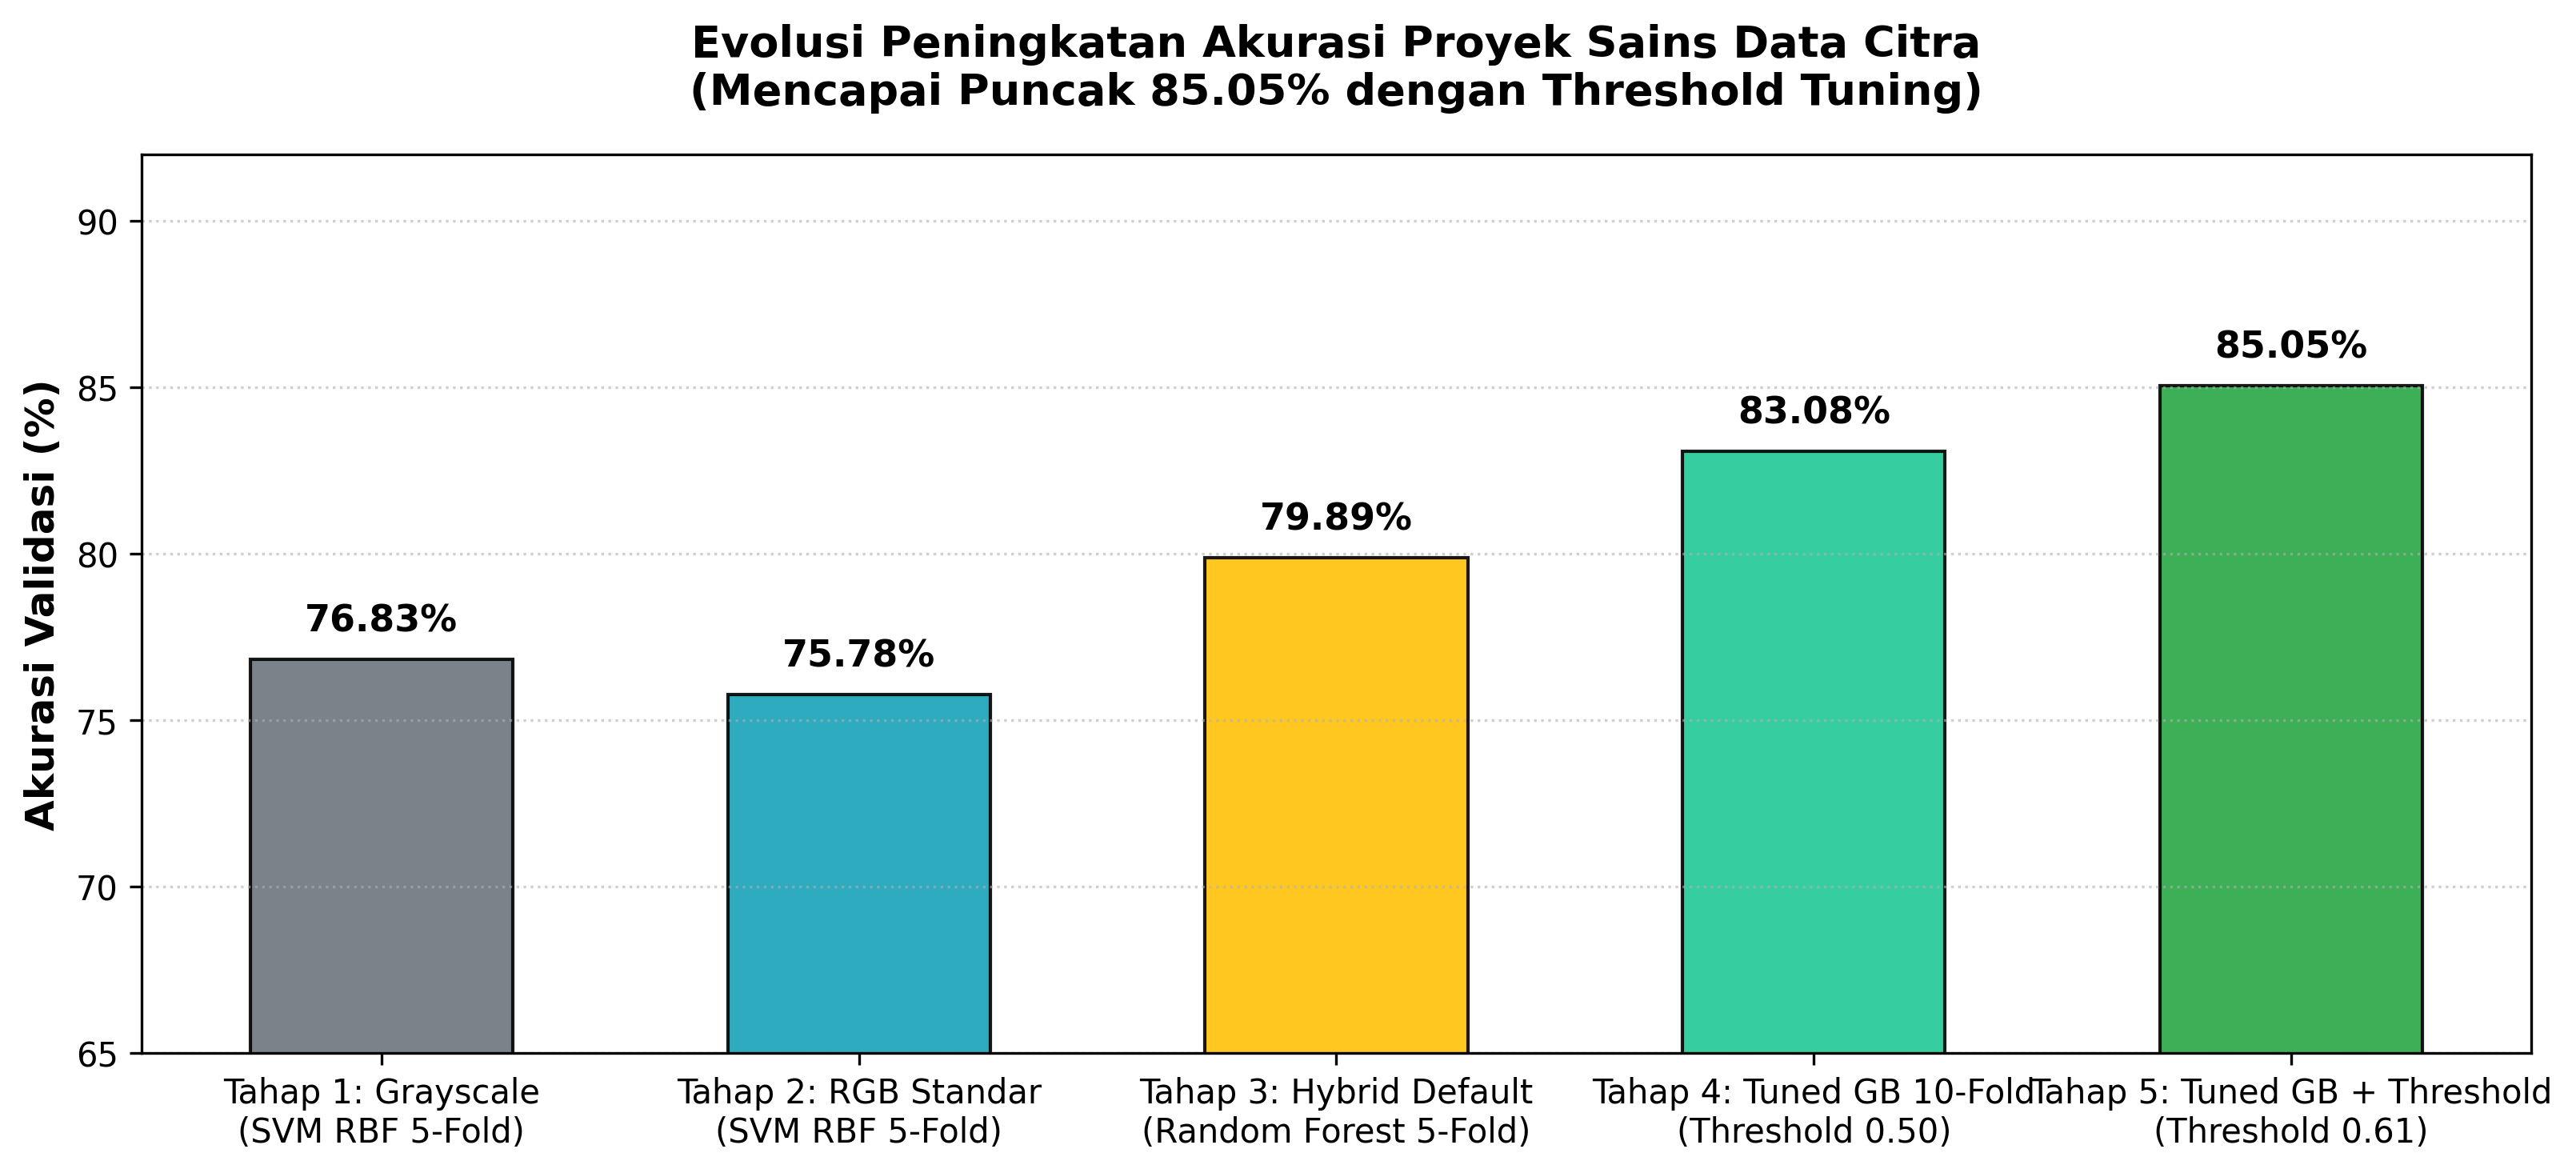 Evolusi Peningkatan Akurasi Proyek Sains Data Citra
(Mencapai Puncak 85.05% dengan Threshold Tuning)
Akurasi Validasi (%)
90
85
80
75
70
65
76.83%
75.78%
79.89%
83.08%
85.05%
Tahap 1: Grayscale
(SVM RBF 5-Fold)
Tahap 2: RGB Standar
(SVM RBF 5-Fold)
Tahap 3: Hybrid Default
(Random Forest 5-Fold)
Tahap 4: Tuned GB 10-Fold
(Threshold 0.50)
Tahap 5: Tuned GB + Threshold
(Threshold 0.61)